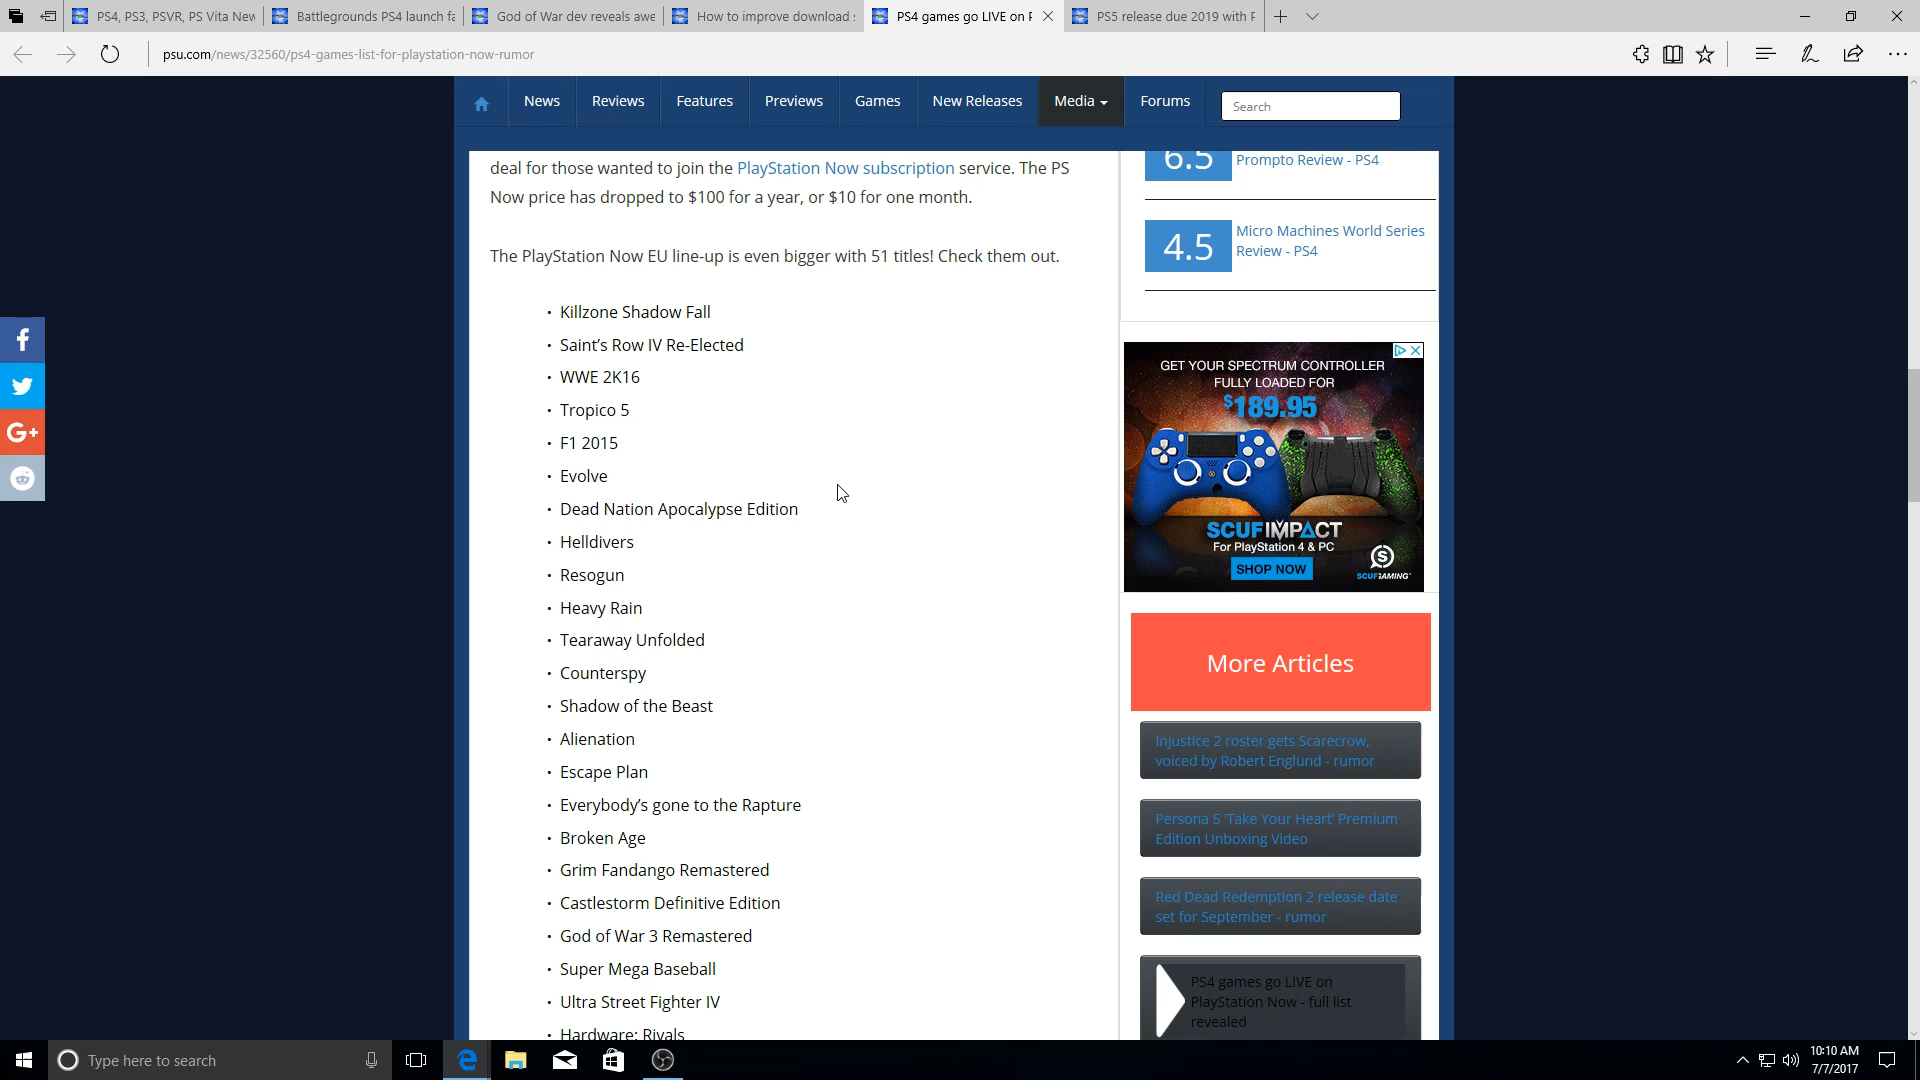 PS4, PS3, PSVR, PS Vita New
Battlegrounds PS4 launch fa
God of War dev reveals awe
How to improve download s
PS4 games go LIVE on P
PS5 release due 2019 with P
psu.com/news/32560/ps4-games-list-for-playstation-now-rumor
News
Reviews
Features
Previews
Games
New Releases
Media
Forums
Search
deal for those wanted to join the PlayStation Now subscription service. The PS
Now price has dropped to $100 for a year, or $10 for one month.
The PlayStation Now EU line-up is even bigger with 51 titles! Check them out.
• Killzone Shadow Fall
• Saint’s Row IV Re-Elected
• WWE 2K16
• Tropico 5
• F1 2015
• Evolve
• Dead Nation Apocalypse Edition
• Helldivers
• Resogun
• Heavy Rain
• Tearaway Unfolded
• Counterspy
• Shadow of the Beast
• Alienation
• Escape Plan
• Everybody’s gone to the Rapture
• Broken Age
• Grim Fandango Remastered
• Castlestorm Definitive Edition
• God of War 3 Remastered
• Super Mega Baseball
• Ultra Street Fighter IV
• Hardware: Rivals
6.5
Prompto Review - PS4
4.5
Micro Machines World Series
Review - PS4
GET YOUR SPECTRUM CONTROLLER
FULLY LOADED FOR
$189.95
SCUF IMPACT
For PlayStation 4 & PC
SHOP NOW
SCUF GAMING
More Articles
Injustice 2 roster gets Scarecrow,
voiced by Robert Englund - rumor
Persona 5 ‘Take Your Heart’ Premium
Edition Unboxing Video
Red Dead Redemption 2 release date
set for September - rumor
PS4 games go LIVE on
PlayStation Now - full list
revealed
f
G+
Type here to search
10:10 AM
7/7/2017